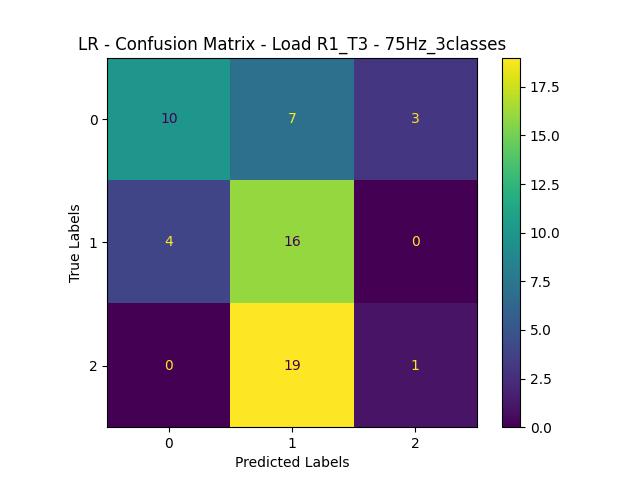 LR - Confusion Matrix - Load R1_T3 - 75Hz_3classes
0 10 7 3
1 4 16 0
2 0 19 1
0 1 2
True Labels
Predicted Labels
17.5
15.0
12.5
10.0
7.5
5.0
2.5
0.0